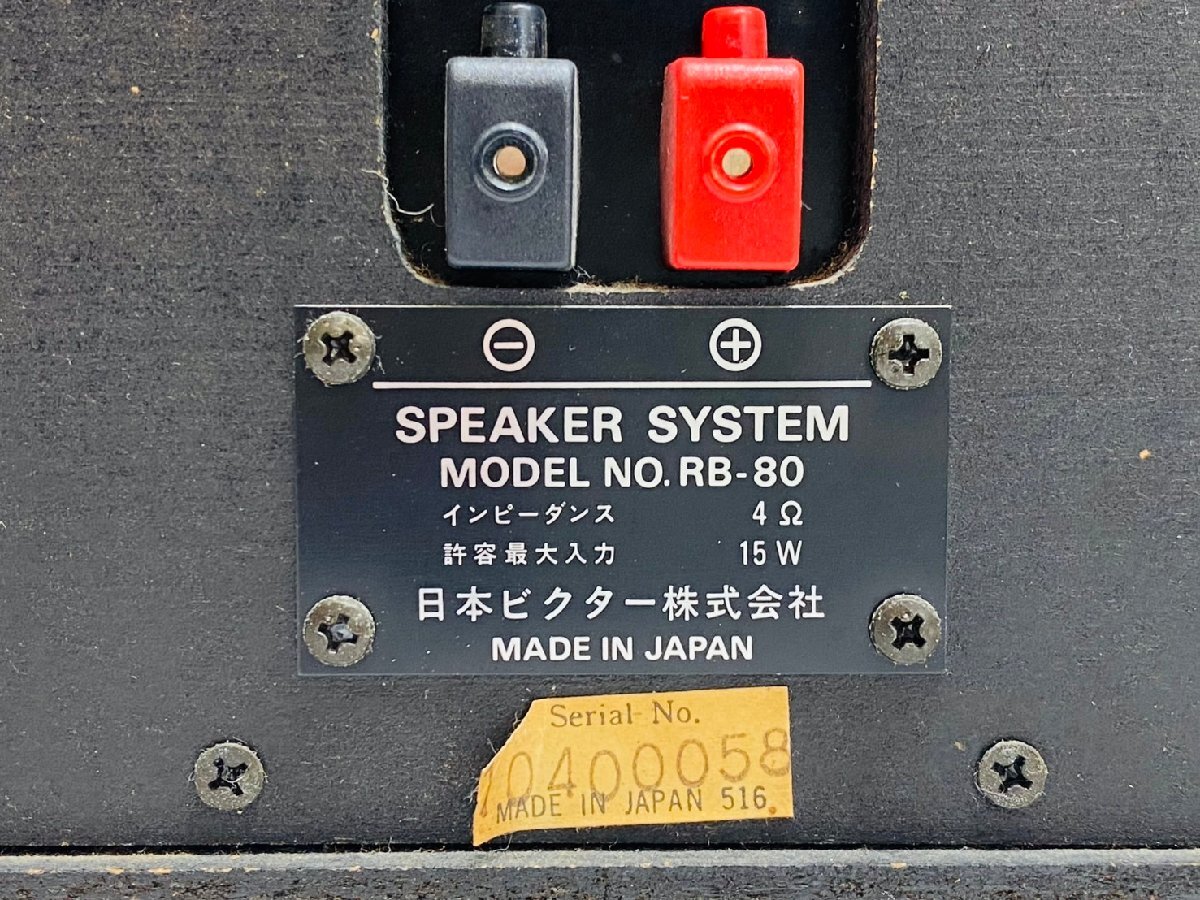 ⊖ ⊕
SPEAKER SYSTEM
MODEL NO. RB-80
インピーダンス 4Ω
許容最大入力 15W
日本ビクター株式会社
MADE IN JAPAN
Serial No.
10400058
MADE IN JAPAN 516.